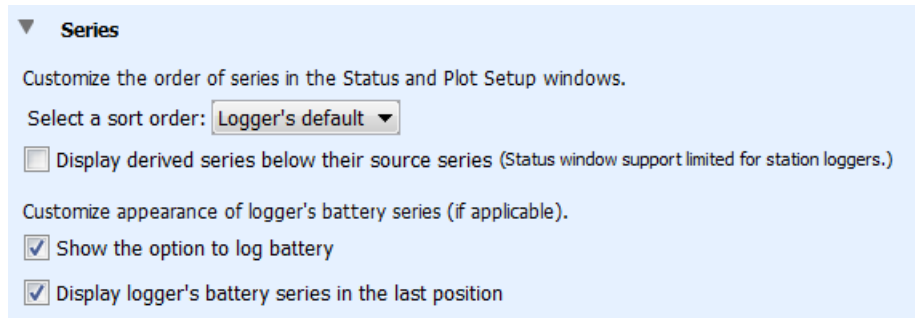 Series
Customize the order of series in the Status and Plot Setup windows.
Select a sort order: Logger's default
Display derived series below their source series (Status window support limited for station loggers.)
Customize appearance of logger's battery series (if applicable).
Show the option to log battery
Display logger's battery series in the last position